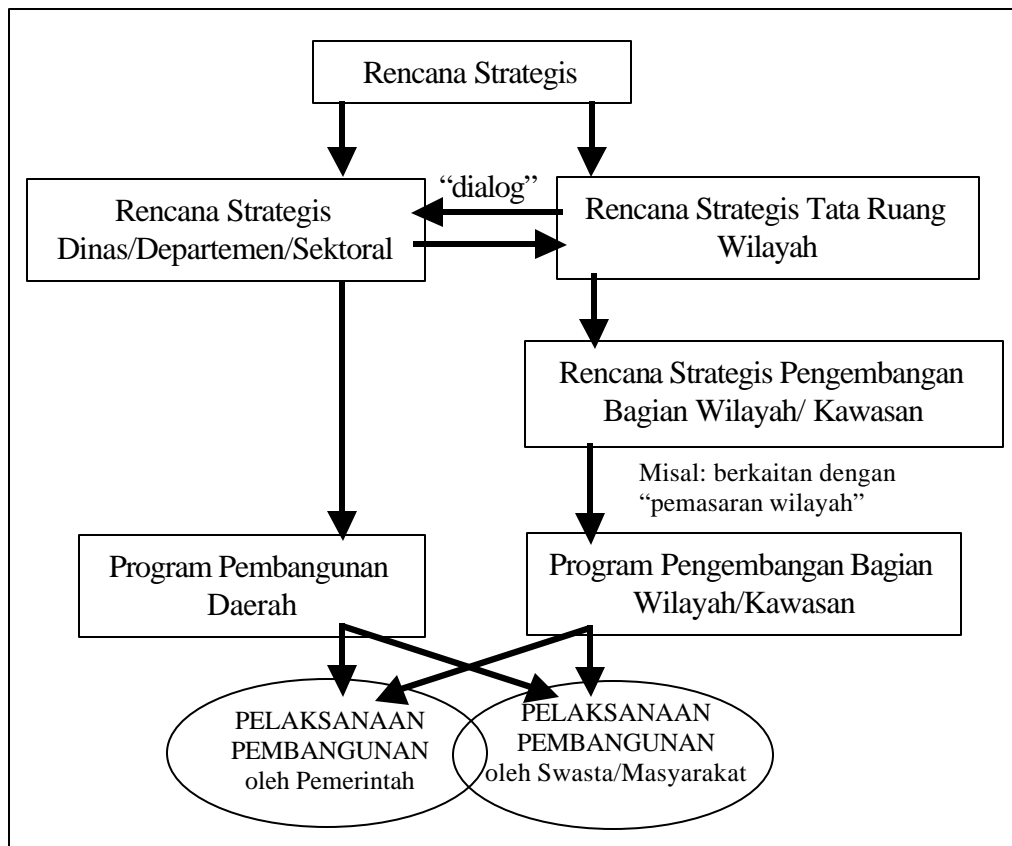 Rencana Strategis
“dialog”
Rencana Strategis
Dinas/Departemen/Sektoral
Rencana Strategis Tata Ruang
Wilayah
Rencana Strategis Pengembangan
Bagian Wilayah/ Kawasan
Misal: berkaitan dengan
“pemasaran wilayah”
Program Pembangunan
Daerah
Program Pengembangan Bagian
Wilayah/Kawasan
PELAKSANAAN
PEMBANGUNAN
oleh Pemerintah
PELAKSANAAN
PEMBANGUNAN
oleh Swasta/Masyarakat